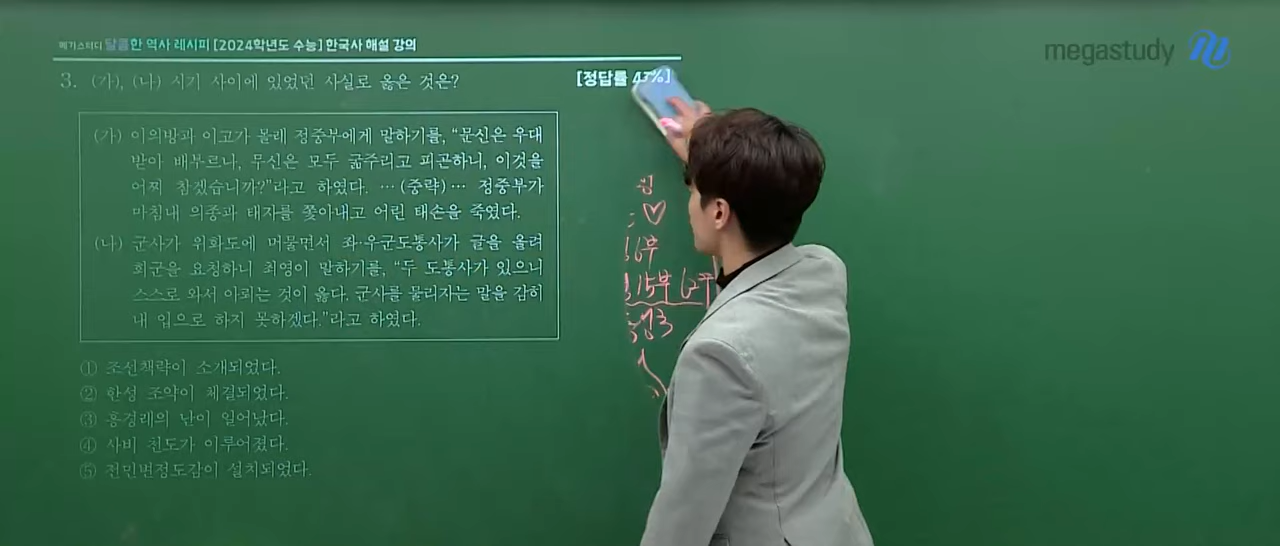 메가스터디 달콤한 역사 레시피 [2024학년도 수능] 한국사 해설 강의
megastudy
3. (가), (나) 시기 사이에 있었던 사실로 옳은 것은?
[정답률 43%]
(가) 이의방과 이고가 몰래 정중부에게 말하기를, “문신은 우대
받아 배부르나, 무신은 모두 굶주리고 피곤하니, 이것을
어찌 참겠습니까?”라고 하였다. …(중략)… 정중부가
마침내 의종과 태자를 쫓아내고 어린 태손을 죽였다.
(나) 군사가 위화도에 머물면서 좌·우군도통사가 글을 올려
회군을 요청하니 최영이 말하기를, “두 도통사가 있으니
스스로 와서 아뢰는 것이 옳다. 군사를 물리자는 말을 감히
내 입으로 하지 못하겠다.”라고 하였다.
① 조선책략이 소개되었다.
② 한성 조약이 체결되었다.
③ 홍경래의 난이 일어났다.
④ 사비 천도가 이루어졌다.
⑤ 전민변정도감이 설치되었다.
6부
15부